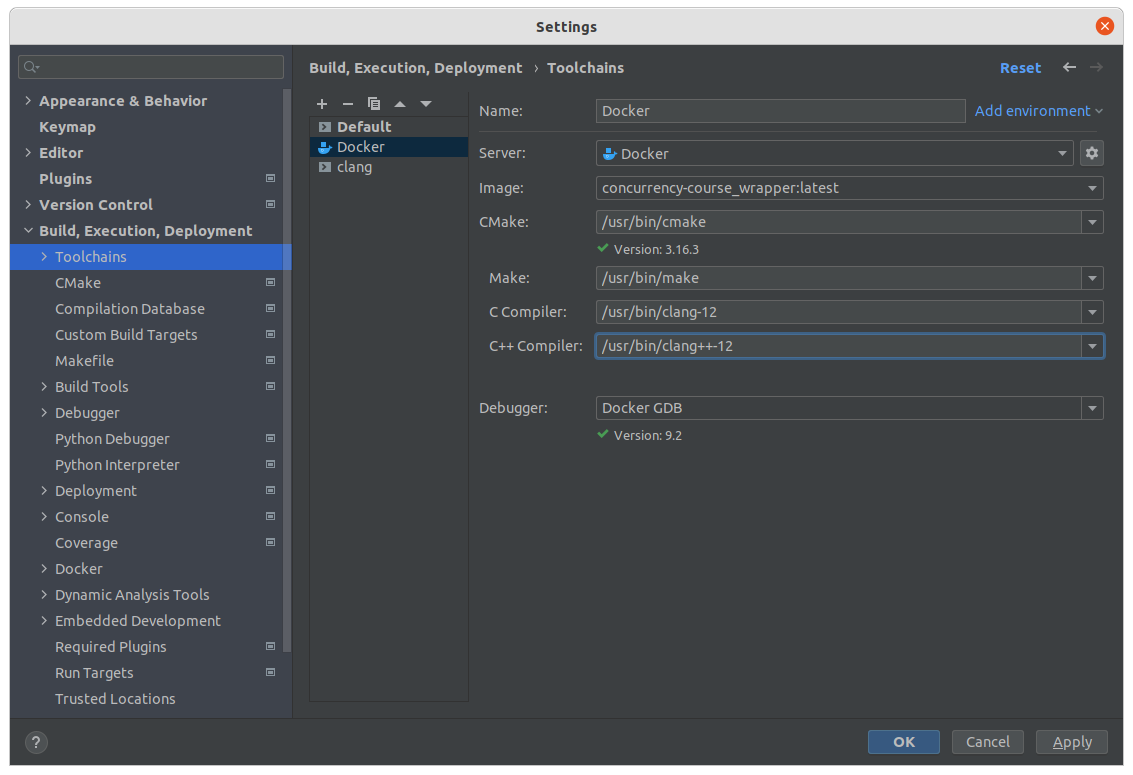 Settings
Build, Execution, Deployment › Toolchains
Reset
Appearance & Behavior
Keymap
Editor
Plugins
Version Control
Build, Execution, Deployment
Toolchains
CMake
Compilation Database
Custom Build Targets
Makefile
Build Tools
Debugger
Python Debugger
Python Interpreter
Deployment
Console
Coverage
Docker
Dynamic Analysis Tools
Embedded Development
Required Plugins
Run Targets
Trusted Locations
Default
Docker
clang
Name: Docker Add environment
Server: Docker
Image: concurrency-course_wrapper:latest
CMake: /usr/bin/cmake
Version: 3.16.3
Make: /usr/bin/make
C Compiler: /usr/bin/clang-12
C++ Compiler: /usr/bin/clang++-12
Debugger: Docker GDB
Version: 9.2
?
OK Cancel Apply